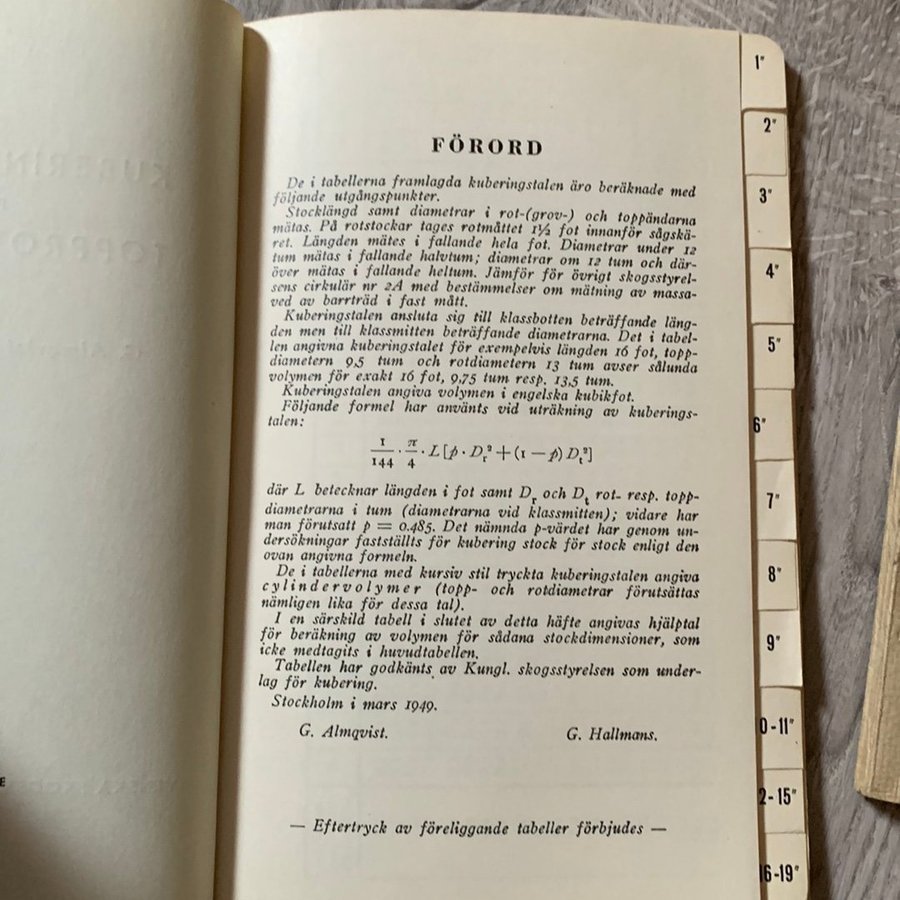 FÖRORD
De i tabellerna framlagda kuberingstalen äro beräknade med
följande utgångspunkter.
Stocklängd samt diametrar i rot-(grov-) och toppändarna
mätas. På rotstockar tages rotmåttet 1½ fot innanför sågskä-
ret. Längden mätes i fallande hela fot. Diametrar under 12
tum mätas i fallande halvtum; diametrar om 12 tum och där-
över mätas i fallande heltum. Jämför för övrigt skogsstyrel-
sens cirkulär nr 2A med bestämmelser om mätning av massa-
ved av barrträd i fast mått.
Kuberingstalen ansluta sig till klassbotten beträffande läng-
den men till klassmitten beträffande diametrarna. Det i tabel-
len angivna kuberingstalet för exempelvis längden 16 fot, topp-
diametern 9,5 tum och rotdiametern 13 tum avser sålunda
volymen för exakt 16 fot, 9,75 tum resp. 13,5 tum.
Kuberingstalen angiva volymen i engelska kubikfot.
Följande formel har använts vid uträkning av kuberings-
talen:
1/144 · π/4 · L [p · D_r² + (1 — p) D_t²]
där L betecknar längden i fot samt D_r och D_t rot- resp. topp-
diametrarna i tum (diametrarna vid klassmitten); vidare har
man förutsatt p = 0.485. Det nämnda p-värdet har genom un-
dersökningar fastställts för kubering stock för stock enligt den
ovan angivna formeln.
De i tabellerna med kursiv stil tryckta kuberingstalen angiva
cylindervolymer (topp- och rotdiametrar förutsättas
nämligen lika för dessa tal).
I en särskild tabell i slutet av detta häfte angivas hjälptal
för beräkning av volymen för sådana stockdimensioner, som
icke medtagits i huvudtabellen.
Tabellen har godkänts av Kungl. skogsstyrelsen som under-
lag för kubering.
Stockholm i mars 1949.
G. Almqvist. G. Hallmans.
— Eftertryck av föreliggande tabeller förbjudes —
1"
2"
3"
4"
5"
6"
7"
8"
9"
0-11"
2-15"
16-19"